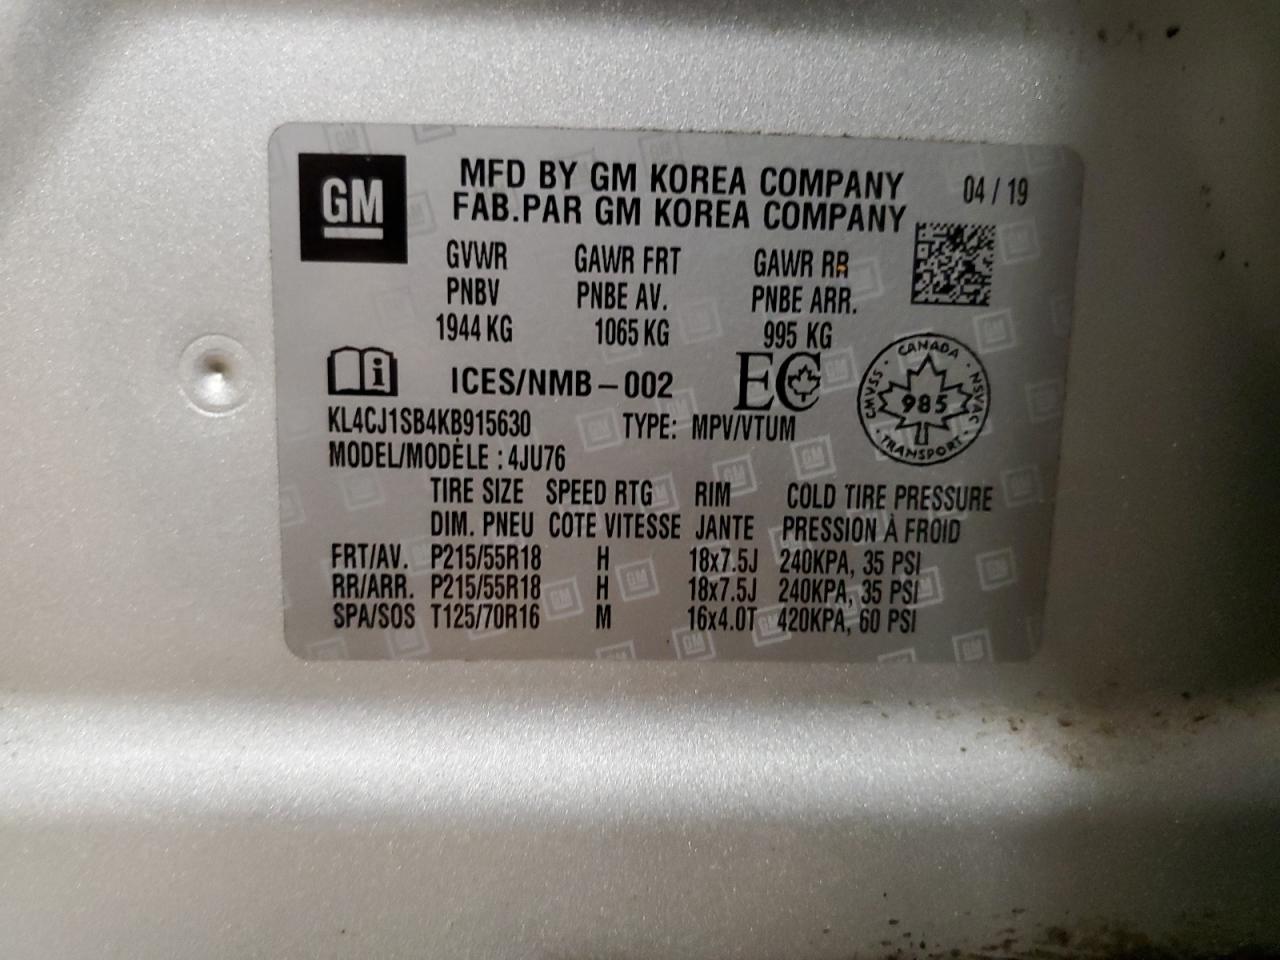 GM
MFD BY GM KOREA COMPANY 04 / 19
FAB.PAR GM KOREA COMPANY
GVWR GAWR FRT GAWR RR
PNBV PNBE AV. PNBE ARR.
1944 KG 1065 KG 995 KG
i ICES/NMB-002 EC
CANADA
CMVSS 985 NSVAC
TRANSPORT
KL4CJ1SB4KB915630 TYPE: MPV/VTUM
MODEL/MODÈLE : 4JU76
TIRE SIZE SPEED RTG RIM COLD TIRE PRESSURE
DIM. PNEU COTE VITESSE JANTE PRESSION À FROID
FRT/AV. P215/55R18 H 18x7.5J 240KPA, 35 PSI
RR/ARR. P215/55R18 H 18x7.5J 240KPA, 35 PSI
SPA/SOS T125/70R16 M 16x4.0T 420KPA, 60 PSI